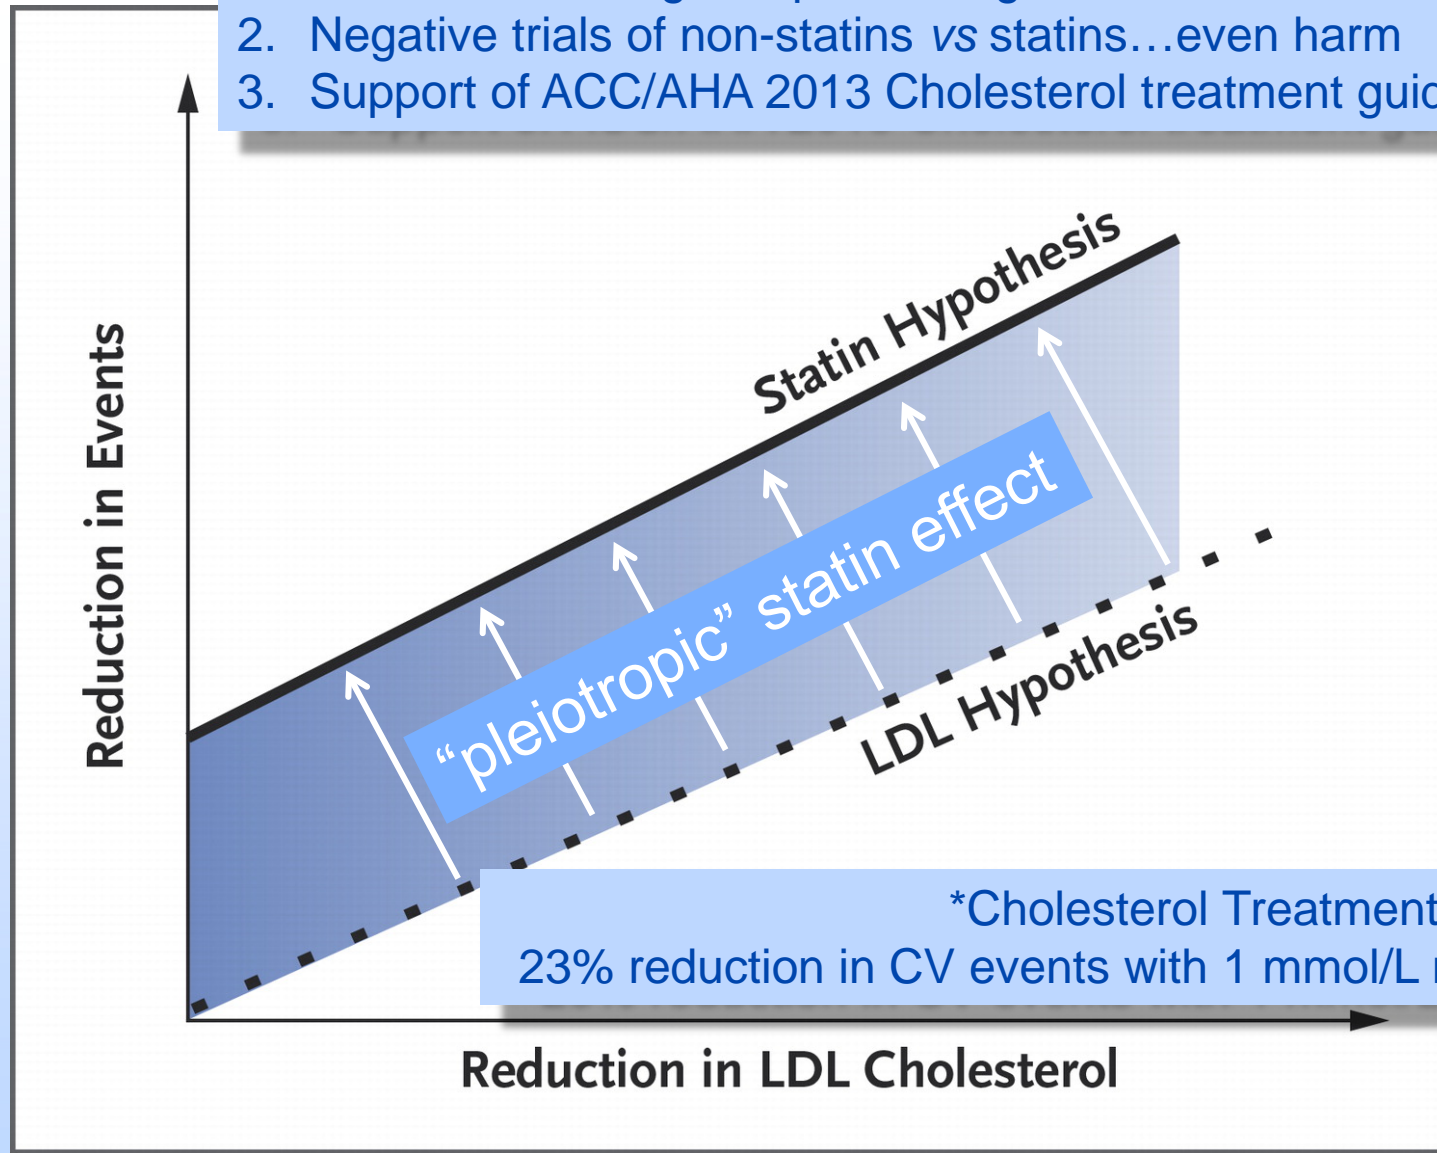 2. Negative trials of non-statins vs statins…even harm
3. Support of ACC/AHA 2013 Cholesterol treatment
Reduction in Events
Statin Hypothesis
“pleiotropic” statin effect
LDL Hypothesis
*Cholesterol Treatment
23% reduction in CV events with 1 mmol/L
Reduction in LDL Cholesterol